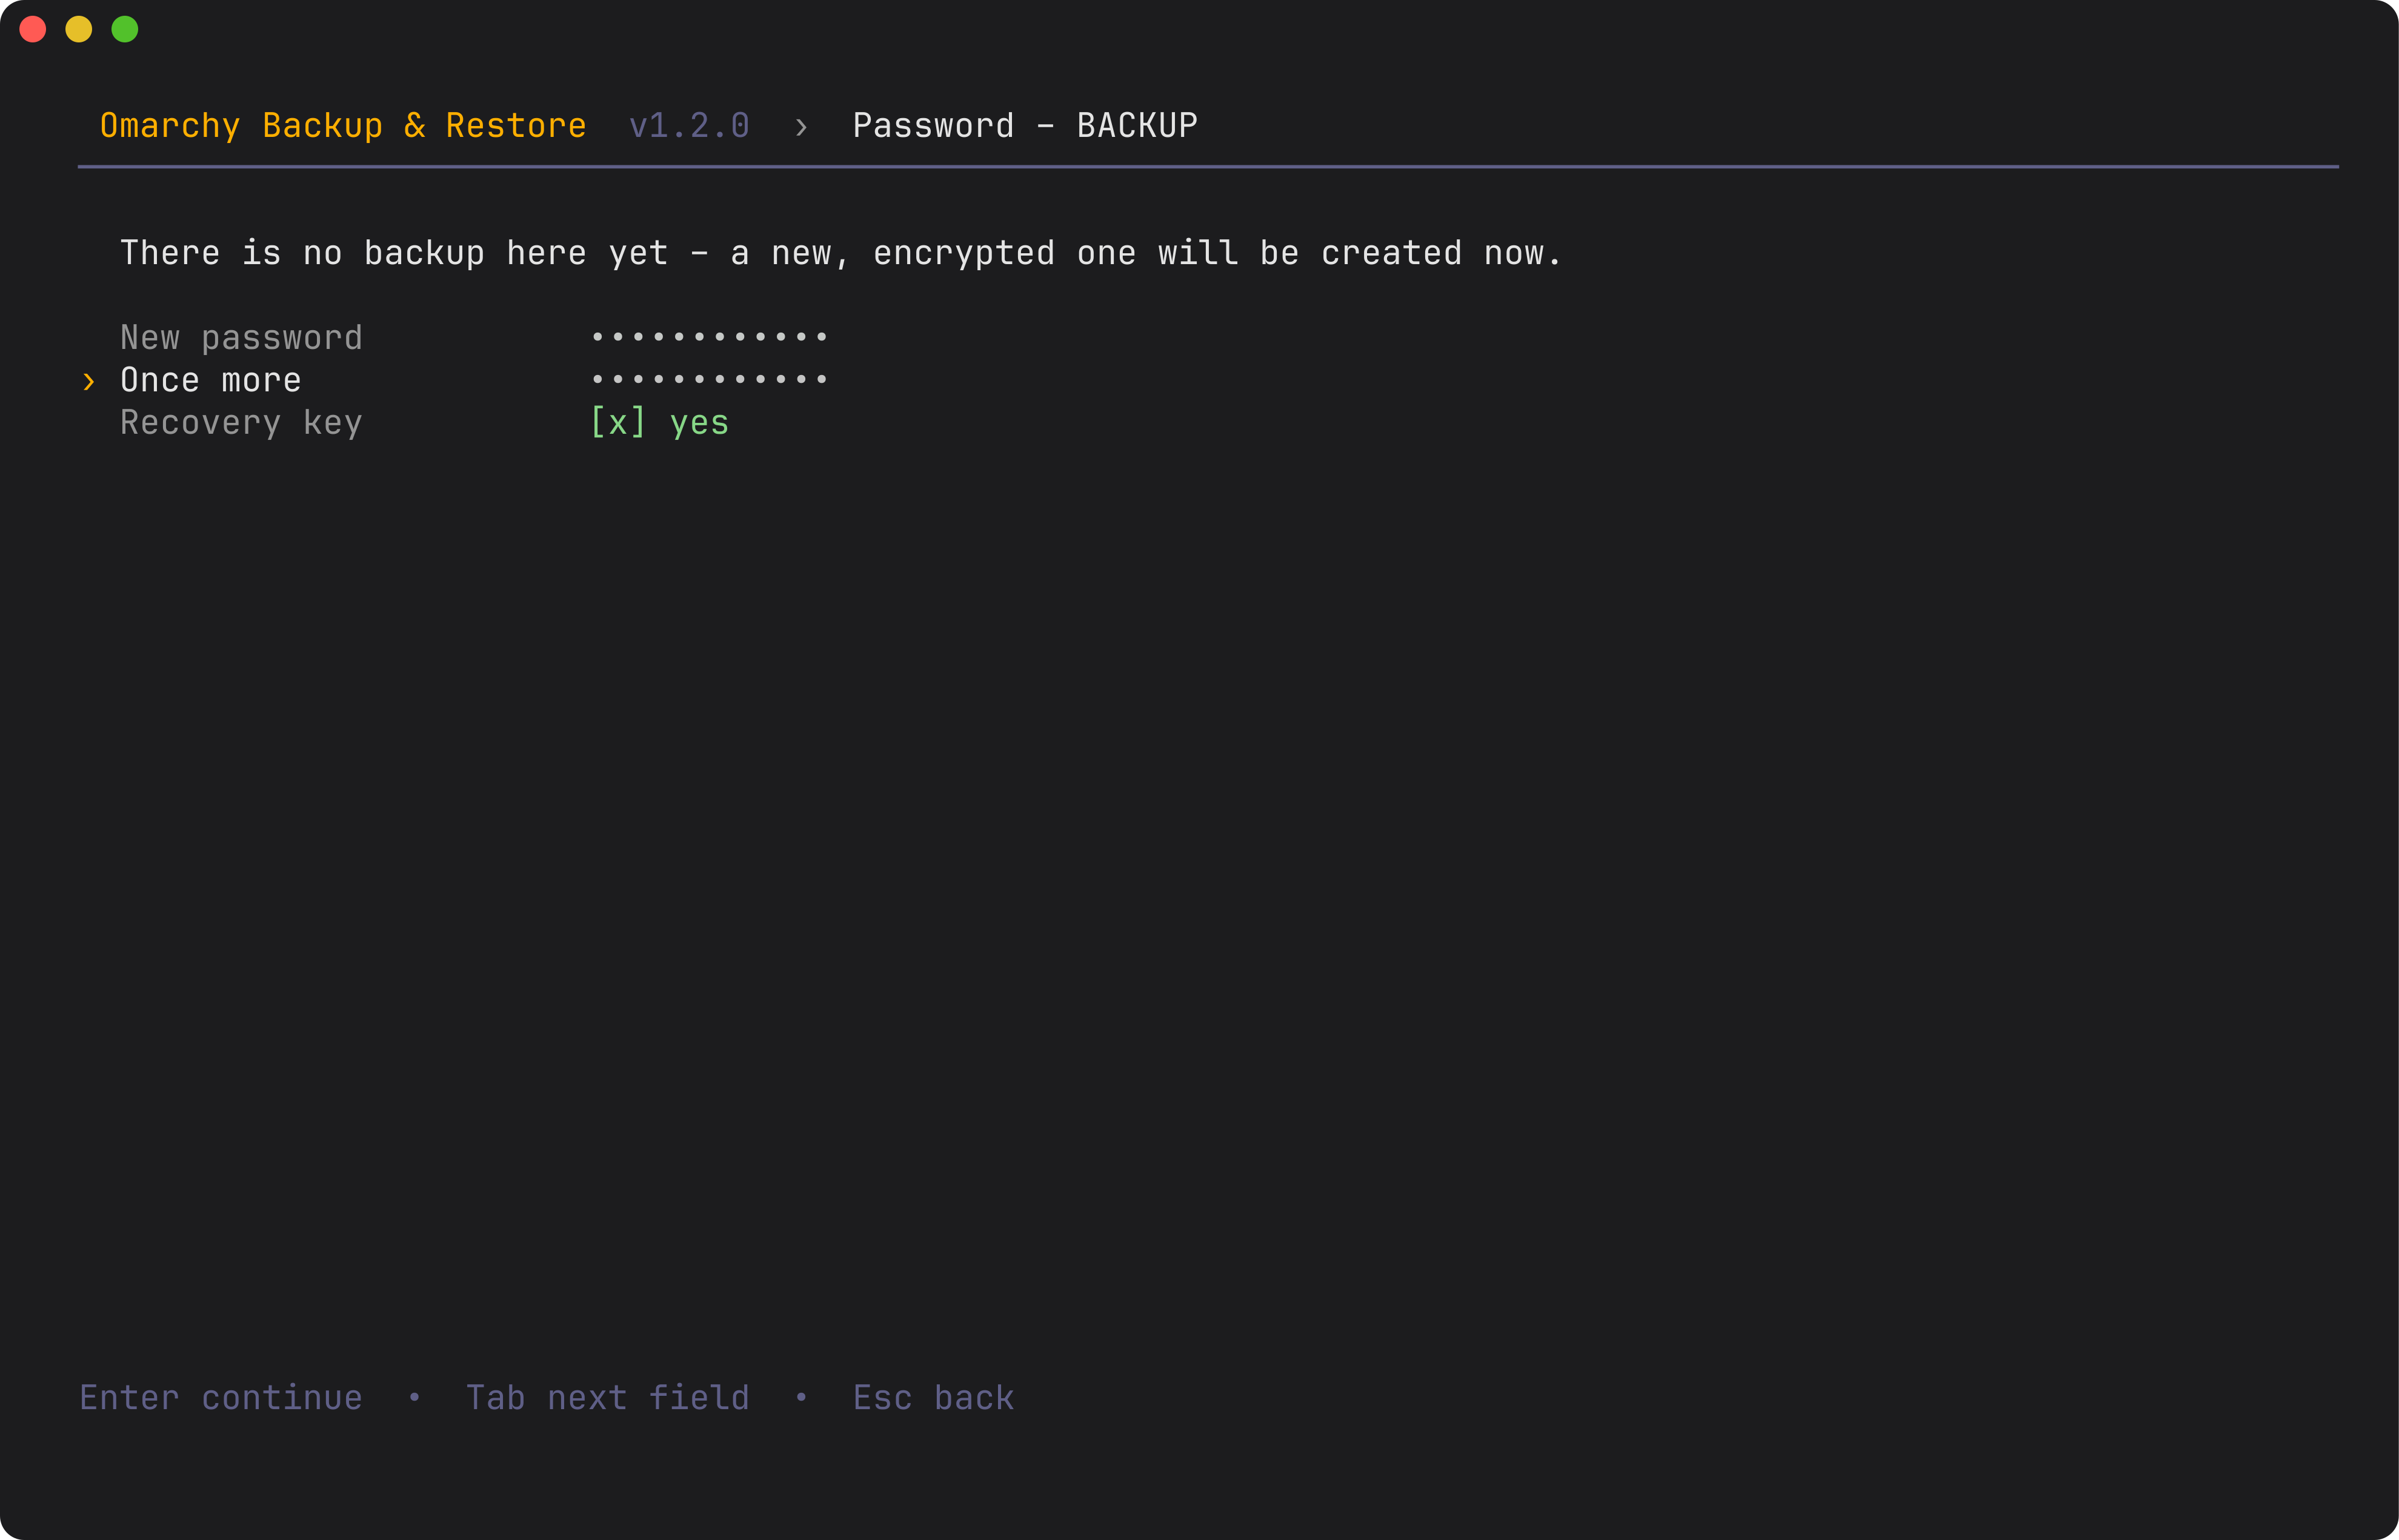 Omarchy Backup & Restore  v1.2.0  ›  Password – BACKUP
There is no backup here yet – a new, encrypted one will be created now.
New password  ••••••••••••
› Once more  ••••••••••••
Recovery key  [x] yes
Enter continue  •  Tab next field  •  Esc back